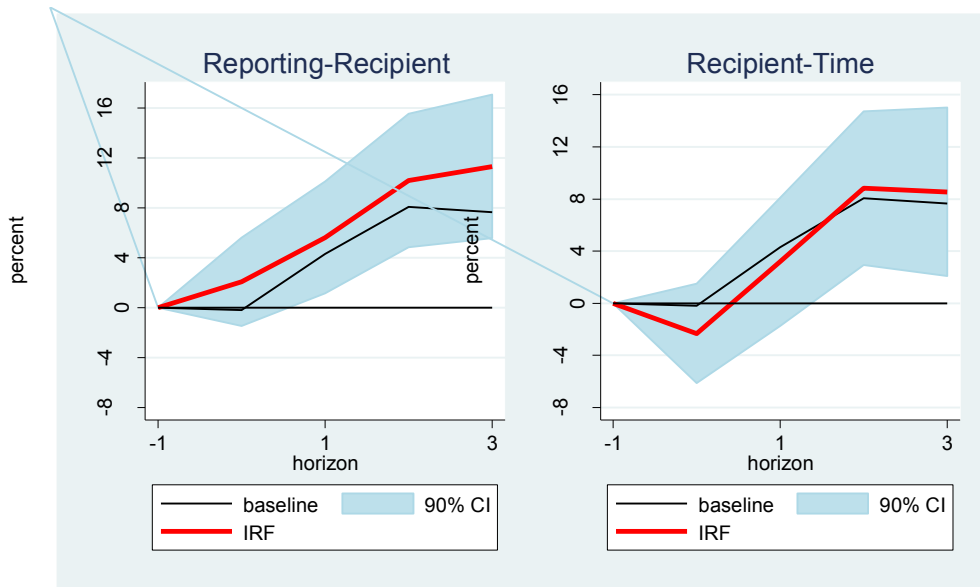 Reporting-Recipient
percent
16
12
8
4
0
-4
-8
-1
1
3
horizon
baseline
90% CI
IRF
Recipient-Time
percent
16
12
8
4
0
-4
-8
-1
1
3
horizon
baseline
90% CI
IRF